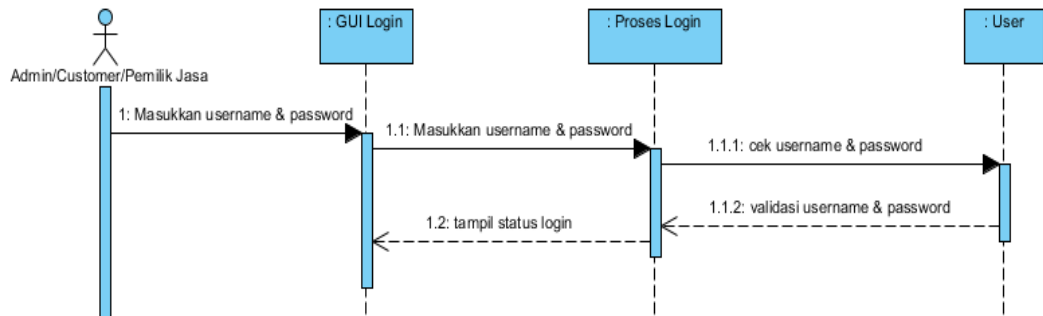 : GUI Login
: Proses Login
: User
Admin/Customer/Pemilik Jasa
1: Masukkan username & password
1.1: Masukkan username & password
1.1.1: cek username & password
1.1.2: validasi username & password
1.2: tampil status login